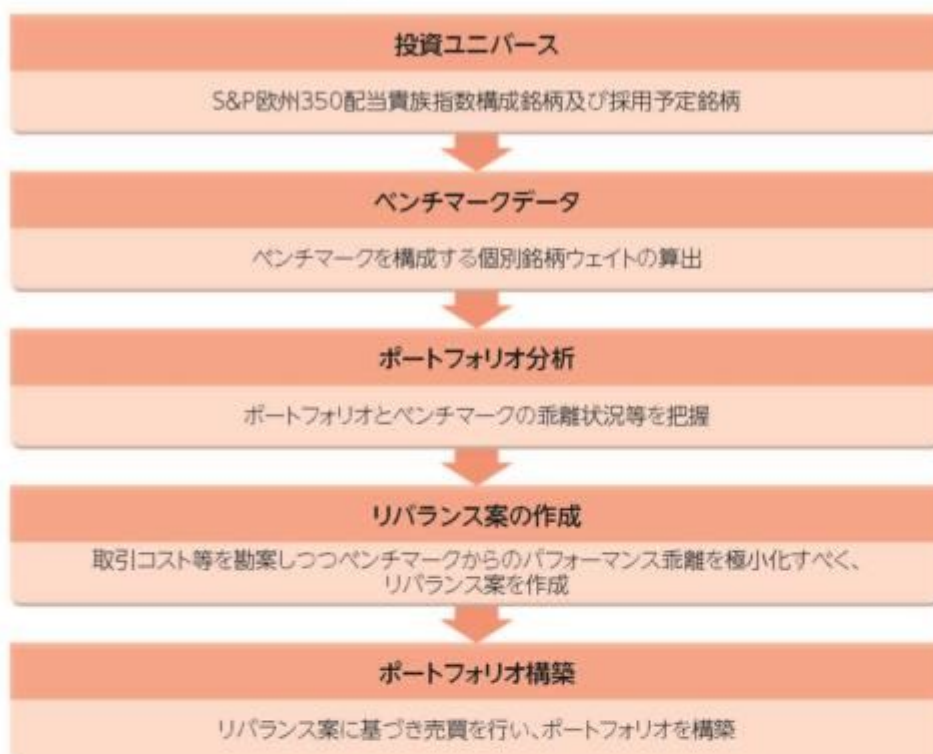 投資ユニバース
S&P欧州350配当貴族指数構成銘柄及び採用予定銘柄
ベンチマークデータ
ベンチマークを構成する個別銘柄ウェイトの算出
ポートフォリオ分析
ポートフォリオとベンチマークの乖離状況等を把握
リバランス案の作成
取引コスト等を勘案しつつベンチマークからのパフォーマンス乖離を極小化すべく、
リバランス案を作成
ポートフォリオ構築
リバランス案に基づき売買を行い、ポートフォリオを構築